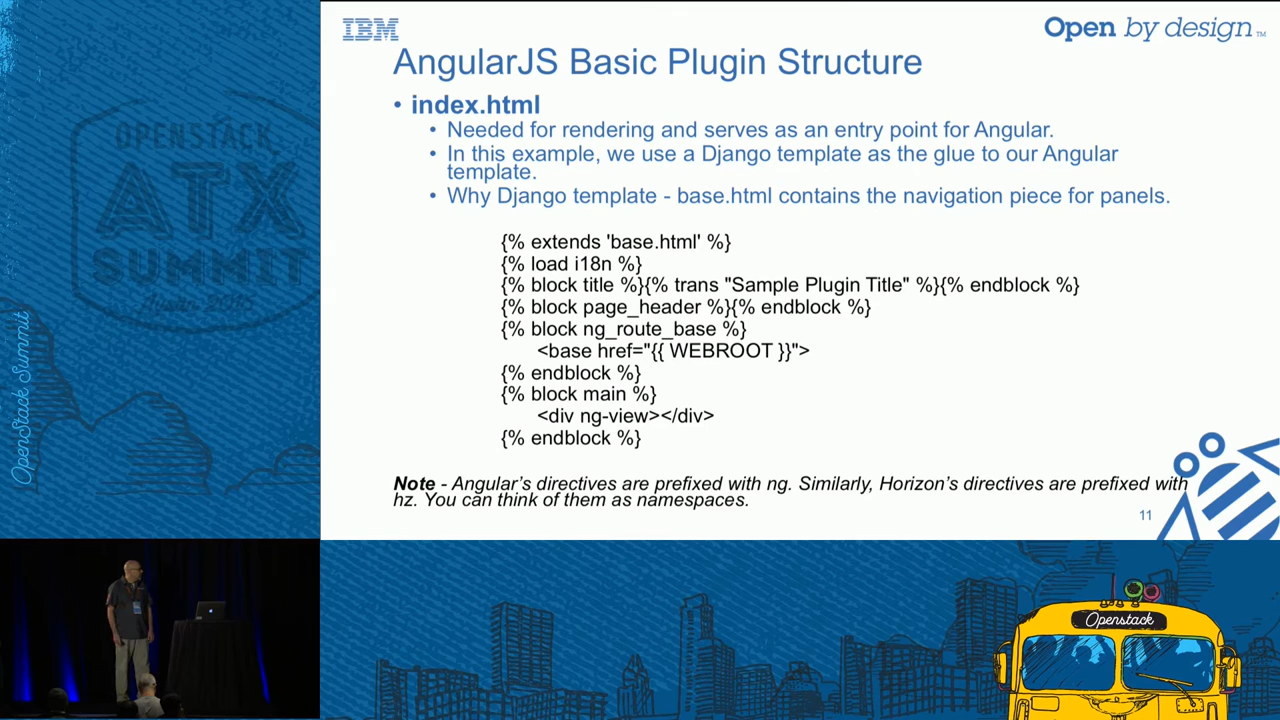 IBM
Open by design™
AngularJS Basic Plugin Structure
• index.html
• Needed for rendering and serves as an entry point for Angular.
• In this example, we use a Django template as the glue to our Angular
template.
• Why Django template - base.html contains the navigation piece for panels.
{% extends 'base.html' %}
{% load i18n %}
{% block title %}{% trans "Sample Plugin Title" %}{% endblock %}
{% block page_header %}{% endblock %}
{% block ng_route_base %}
<base href="{{ WEBROOT }}">
{% endblock %}
{% block main %}
<div ng-view></div>
{% endblock %}
Note - Angular's directives are prefixed with ng. Similarly, Horizon's directives are prefixed with
hz. You can think of them as namespaces.
11
OPENSTACK
ATX
SUMMIT
OpenStack Summit
Openstack